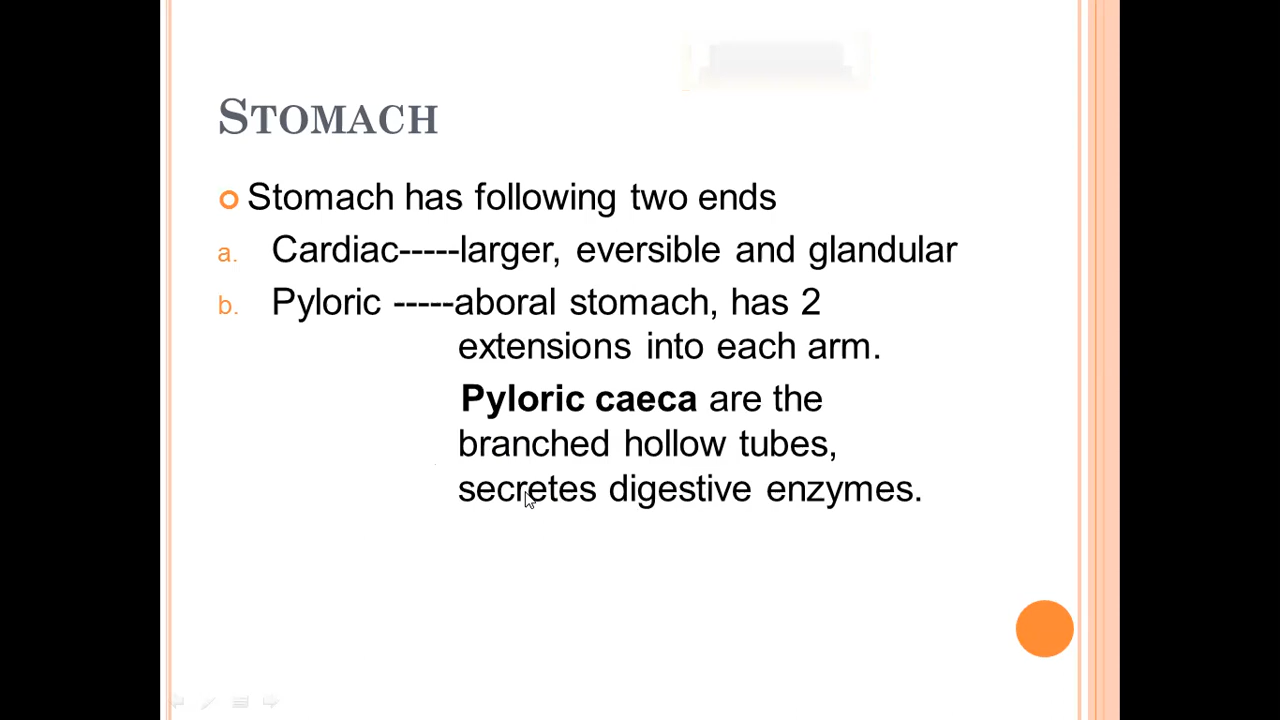 STOMACH
Stomach has following two ends
a. Cardiac-----larger, eversible and glandular
b. Pyloric -----aboral stomach, has 2
extensions into each arm.
Pyloric caeca are the
branched hollow tubes,
secretes digestive enzymes.